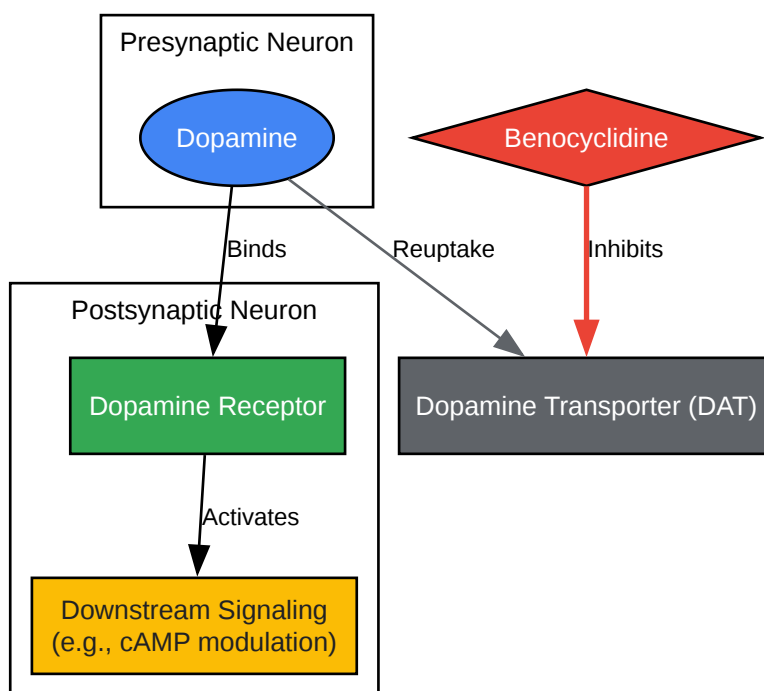 Presynaptic Neuron
Dopamine
Benocyclidine
Binds
Reuptake
Inhibits
Postsynaptic Neuron
Dopamine Receptor
Dopamine Transporter (DAT)
Activates
Downstream Signaling
(e.g., cAMP modulation)